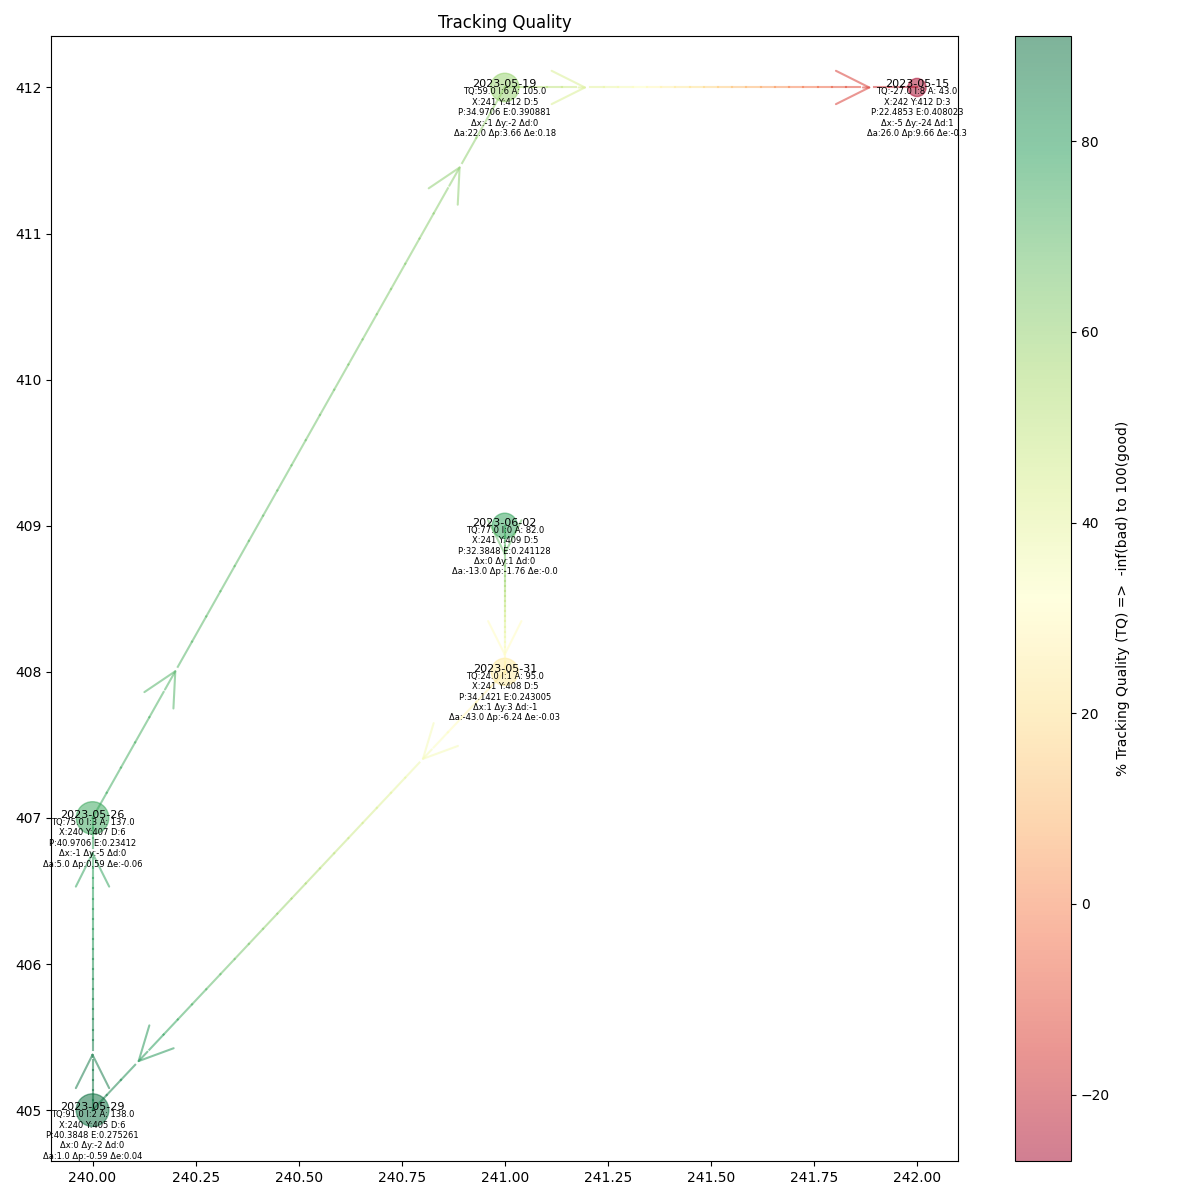 Tracking Quality
412
411
410
409
408
407
406
405
2023-05-19
TQ:59.0 I:6 A: 105.0
X:241 Y:412 D:5
P:34.9706 E:0.390881
Δx:-1 Δy:-2 Δd:0
Δa:22.0 Δp:3.66 Δe:0.18
2023-05-15
TQ:-27.0 I:8 A: 43.0
X:242 Y:412 D:3
P:22.4853 E:0.408023
Δx:-5 Δy:-24 Δd:1
Δa:26.0 Δp:9.66 Δe:-0.3
2023-06-02
TQ:77.0 I:0 A: 82.0
X:241 Y:409 D:5
P:32.3848 E:0.241128
Δx:0 Δy:1 Δd:0
Δa:-13.0 Δp:-1.76 Δe:-0.0
2023-05-31
TQ:24.0 I:1 A: 95.0
X:241 Y:408 D:5
P:34.1421 E:0.243005
Δx:1 Δy:3 Δd:-1
Δa:-43.0 Δp:-6.24 Δe:-0.03
2023-05-26
TQ:75.0 I:3 A: 137.0
X:240 Y:407 D:6
P:40.9706 E:0.23412
Δx:-1 Δy:-5 Δd:0
Δa:5.0 Δp:0.59 Δe:-0.06
2023-05-29
TQ:91.0 I:2 A: 138.0
X:240 Y:405 D:6
P:40.3848 E:0.275261
Δx:0 Δy:-2 Δd:0
Δa:1.0 Δp:-0.59 Δe:0.04
240.00 240.25 240.50 240.75 241.00 241.25 241.50 241.75 242.00
80
60
40
20
0
−20
% Tracking Quality (TQ) => -inf(bad) to 100(good)